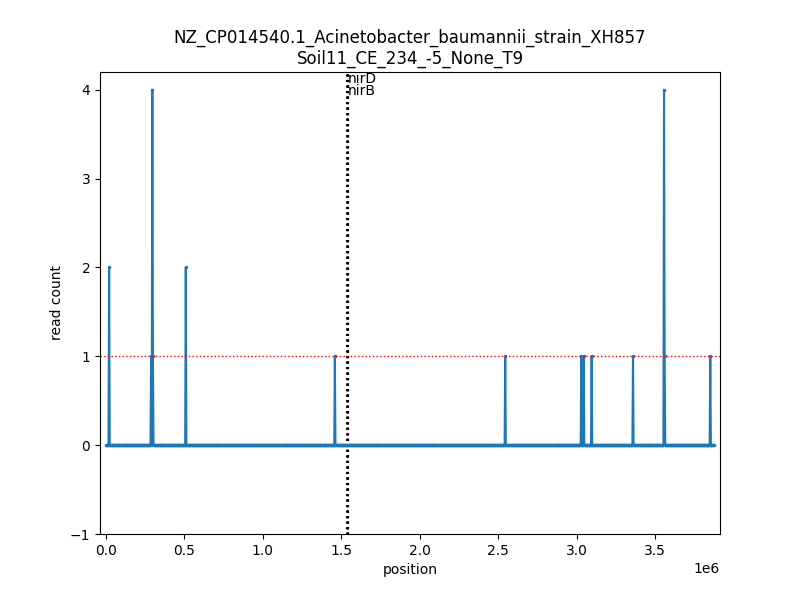 NZ_CP014540.1_Acinetobacter_baumannii_strain_XH857
Soil11_CE_234_-5_None_T9
nirD
nirB
read count
4
3
2
1
0
−1
0.0 0.5 1.0 1.5 2.0 2.5 3.0 3.5
1e6
position